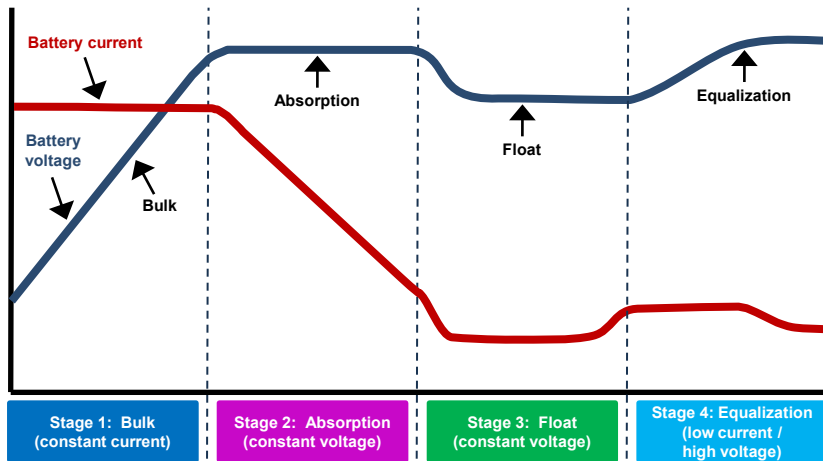 Battery current
Absorption
Equalization
Battery
voltage
Float
Bulk
Stage 1:  Bulk
(constant current)
Stage 2:  Absorption
(constant voltage)
Stage 3:  Float
(constant voltage)
Stage 4: Equalization
(low current /
high voltage)